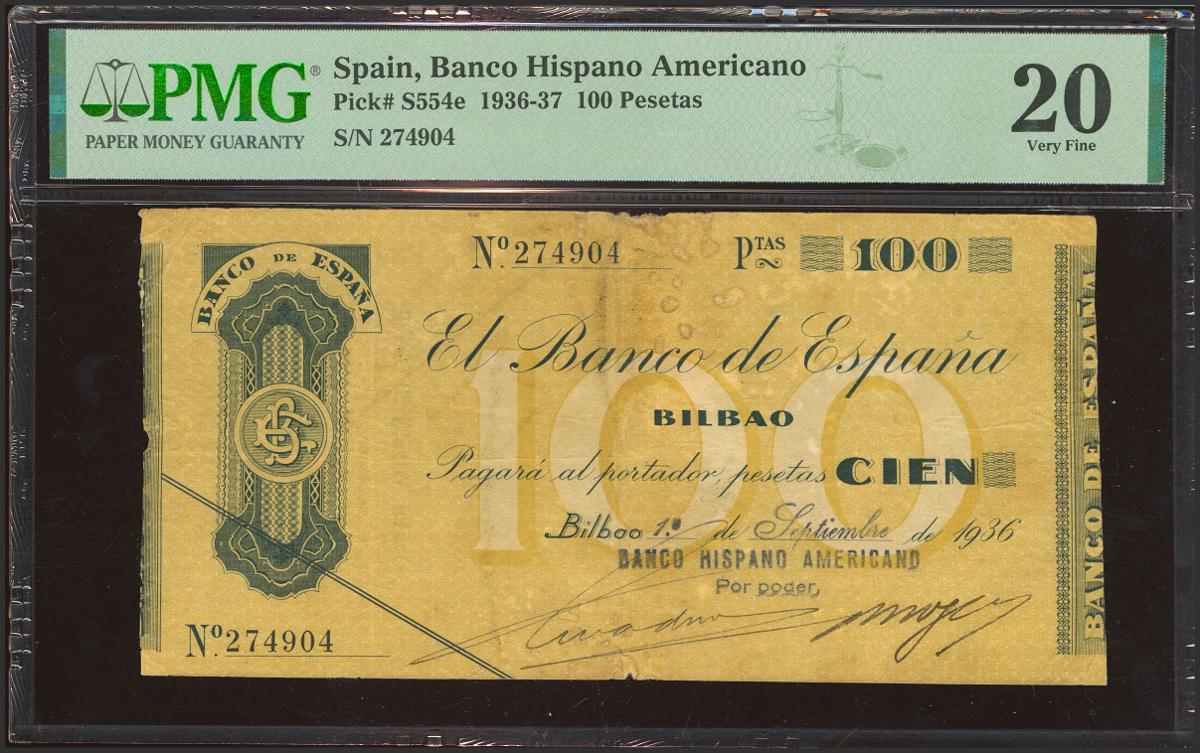 PMG®
PAPER MONEY GUARANTY
Spain, Banco Hispano Americano
Pick# S554e 1936-37 100 Pesetas
S/N 274904
20
Very Fine
BANCO DE ESPAÑA
Nº 274904
PTAS 100
El Banco de España
100
BILBAO
Pagará al portador, pesetas CIEN
Bilbao 1.º de Septiembre de 1936
BANCO HISPANO AMERICANO
Por poder,
Nº 274904
BANCO DE ESPAÑA